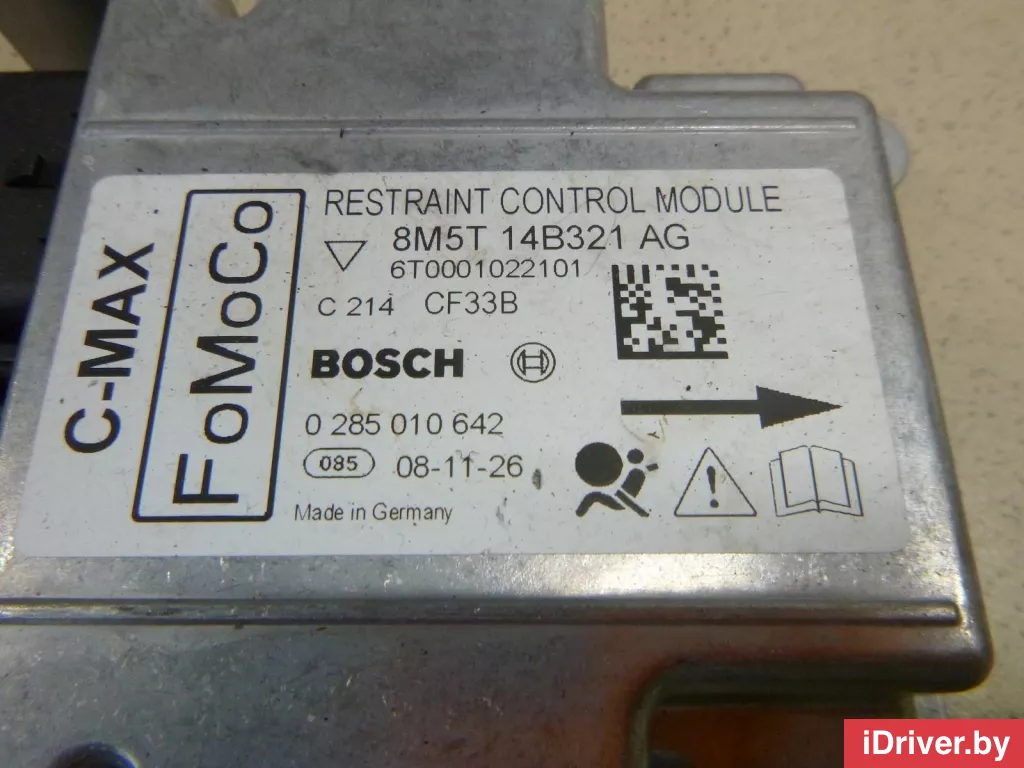 C-MAX
FoMoCo
RESTRAINT CONTROL MODULE
8M5T 14B321 AG
6T0001022101
C 214 CF33B
BOSCH
0 285 010 642
085 08-11-26
Made in Germany
iDriver.by